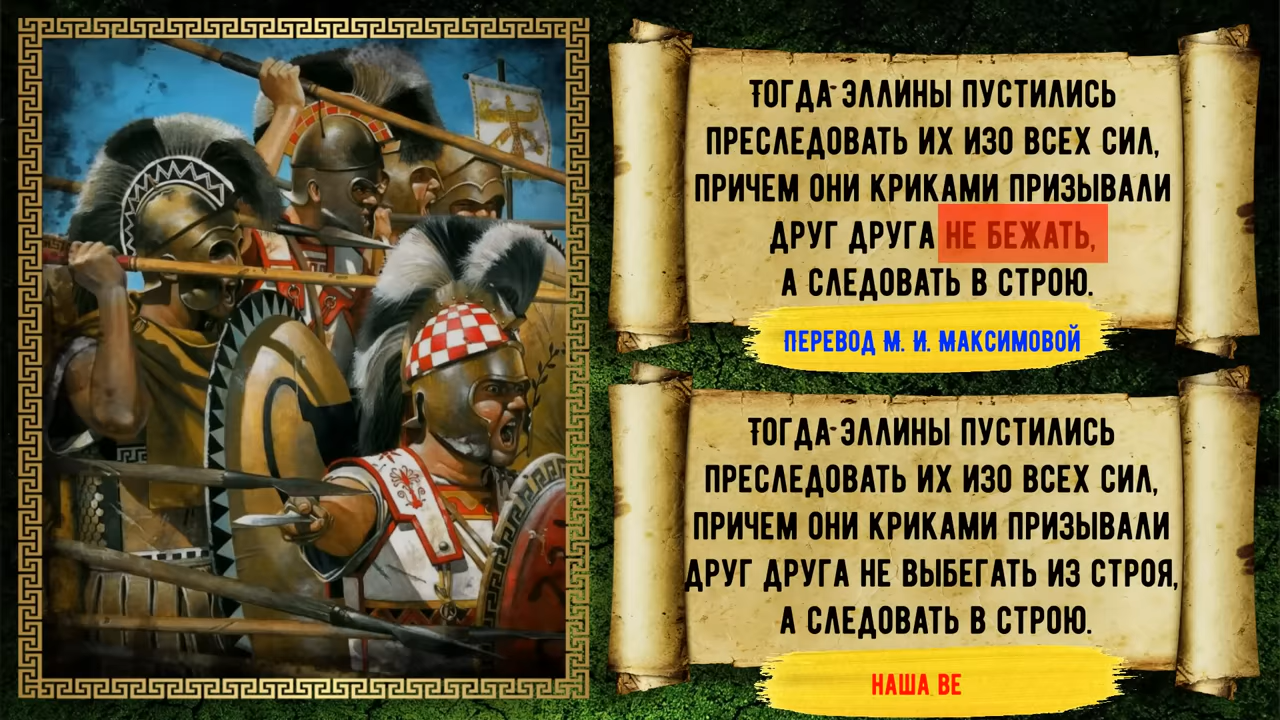 ТОГДА ЭЛЛИНЫ ПУСТИЛИСЬ
ПРЕСЛЕДОВАТЬ ИХ ИЗО ВСЕХ СИЛ,
ПРИЧЕМ ОНИ КРИКАМИ ПРИЗЫВАЛИ
ДРУГ ДРУГА НЕ БЕЖАТЬ,
А СЛЕДОВАТЬ В СТРОЮ.
ПЕРЕВОД М. И. МАКСИМОВОЙ
ТОГДА ЭЛЛИНЫ ПУСТИЛИСЬ
ПРЕСЛЕДОВАТЬ ИХ ИЗО ВСЕХ СИЛ,
ПРИЧЕМ ОНИ КРИКАМИ ПРИЗЫВАЛИ
ДРУГ ДРУГА НЕ ВЫБЕГАТЬ ИЗ СТРОЯ,
А СЛЕДОВАТЬ В СТРОЮ.
НАША ВЕ